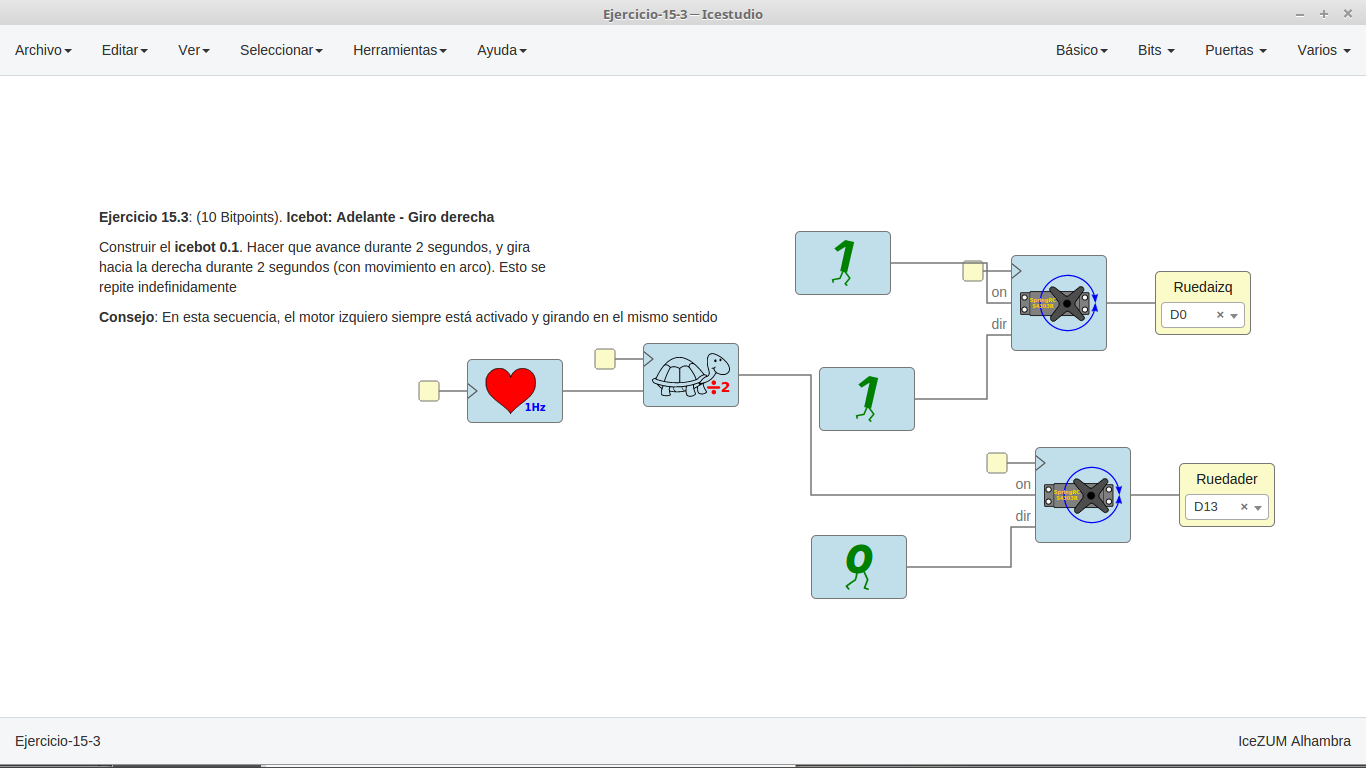 Ejercicio-15-3 — Icestudio
Archivo Editar Ver Seleccionar Herramientas Ayuda Básico Bits Puertas Varios
Ejercicio 15.3: (10 Bitpoints). Icebot: Adelante - Giro derecha
Construir el icebot 0.1. Hacer que avance durante 2 segundos, y gira
hacia la derecha durante 2 segundos (con movimiento en arco). Esto se
repite indefinidamente
Consejo: En esta secuencia, el motor izquiero siempre está activado y girando en el mismo sentido
1
on
dir
SpringRC
SM4303R
Ruedaizq
D0 ×
1Hz
÷2
1
on
dir
Ruedader
D13 ×
0
Ejercicio-15-3 IceZUM Alhambra